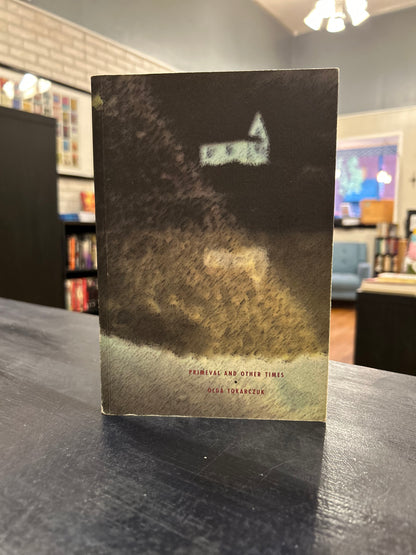 PRIMEVAL AND OTHER TIMES
OLGA TOKARCZUK